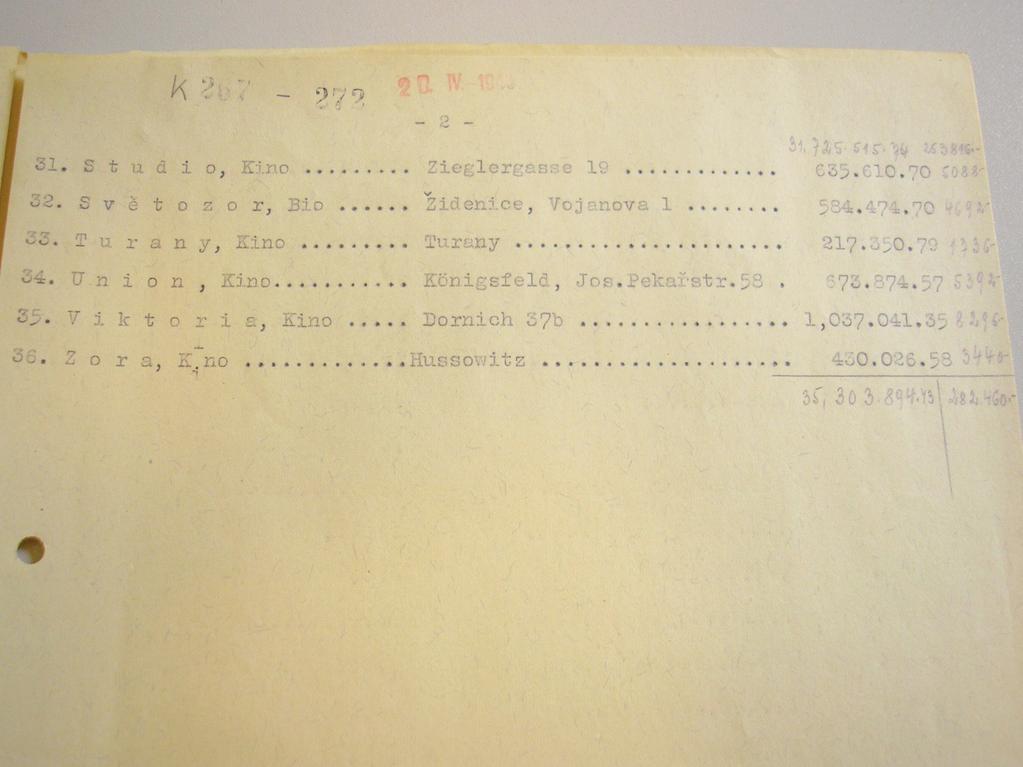 K 267 - 272 20. IV. 19
- 2 -
31.725.515.74 253816.-
31. S t u d i o, Kino ......... Zieglergasse 19 ............. 635.610.70 5088-
32. S v ě t o z o r, Bio ...... Židenice, Vojanova 1 ........ 584.474.70 4692-
33. T u r a n y, Kino ......... Turany ...................... 217.350.79 1736-
34. U n i o n , Kino........... Königsfeld, Jos.Pekařstr.58 . 673.874.57 5392-
35. V i k t o r i a, Kino ..... Dornich 37b ................. 1,037.041.35 8296-
36. Z o r a, Kino .............Hussowitz .................... 430.026.58 3440-
35,303.894.43 282.460.-